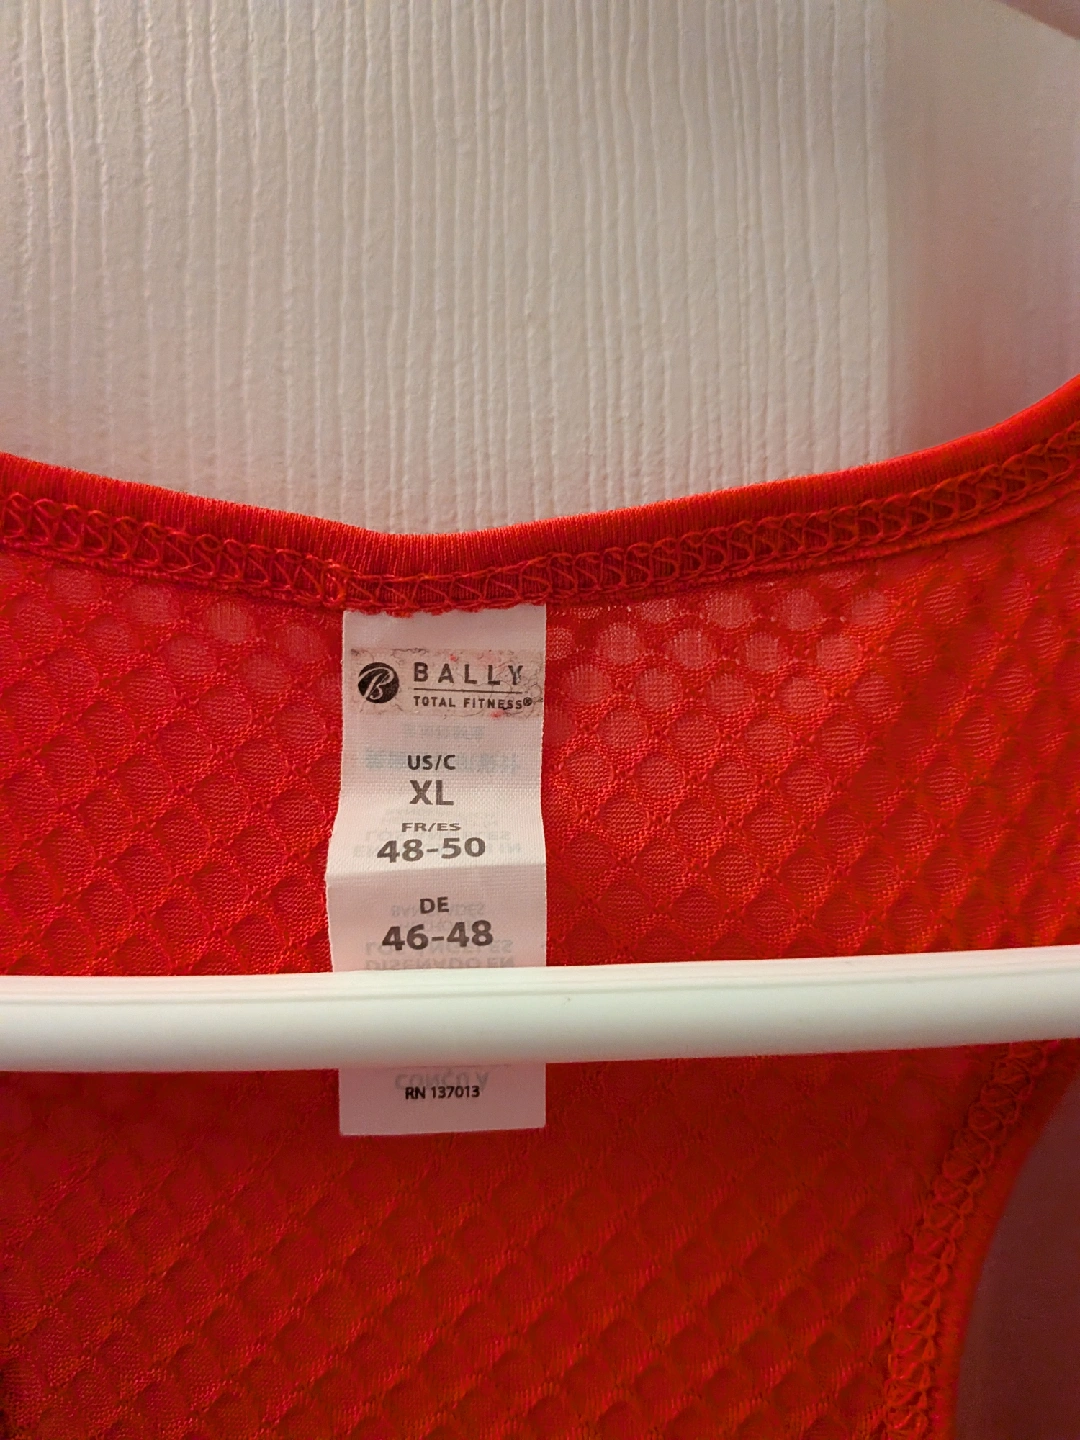 BALLY
TOTAL FITNESS®
US/C
XL
FR/ES
48-50
DE
46-48
RN 137013